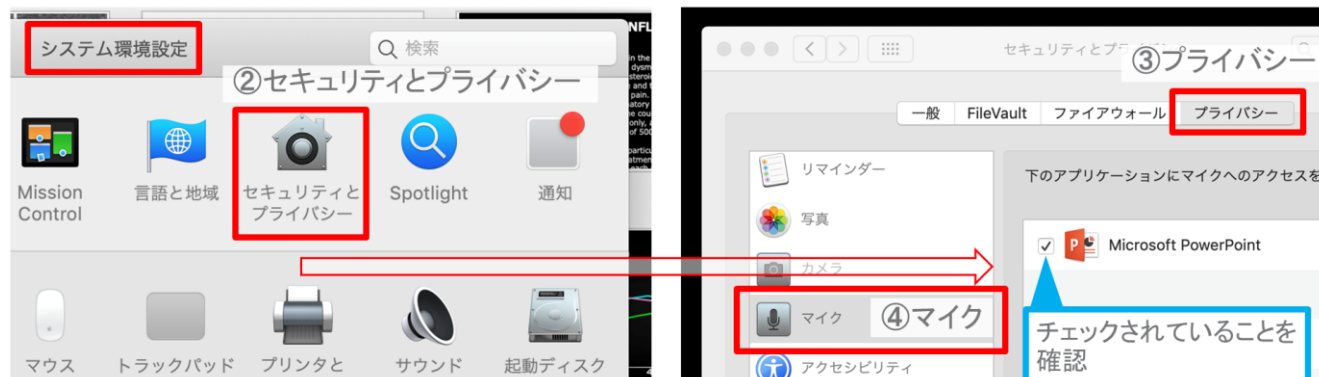 システム環境設定
検索
②セキュリティとプライバシー
Mission
Control
言語と地域
セキュリティと
プライバシー
Spotlight
通知
マウス
トラックパッド
プリンタと
サウンド
起動ディスク
セキュリティとプ
③プライバシー
一般
FileVault
ファイアウォール
プライバシー
リマインダー
写真
カメラ
マイク
④マイク
アクセシビリティ
下のアプリケーションにマイクへのアクセスを
Microsoft PowerPoint
チェックされていることを
確認